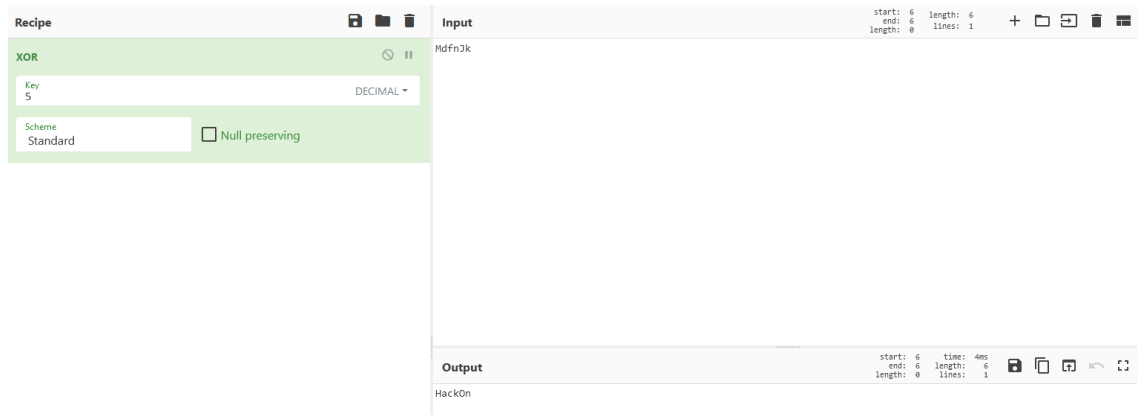 Recipe
XOR
Key
5
DECIMAL
Scheme
Standard
Null preserving
Input
start: 6
end: 6
length: 0
length: 6
lines: 1
MdfnJk
Output
start: 6
end: 6
length: 0
time: 4ms
length: 6
lines: 1
HackOn